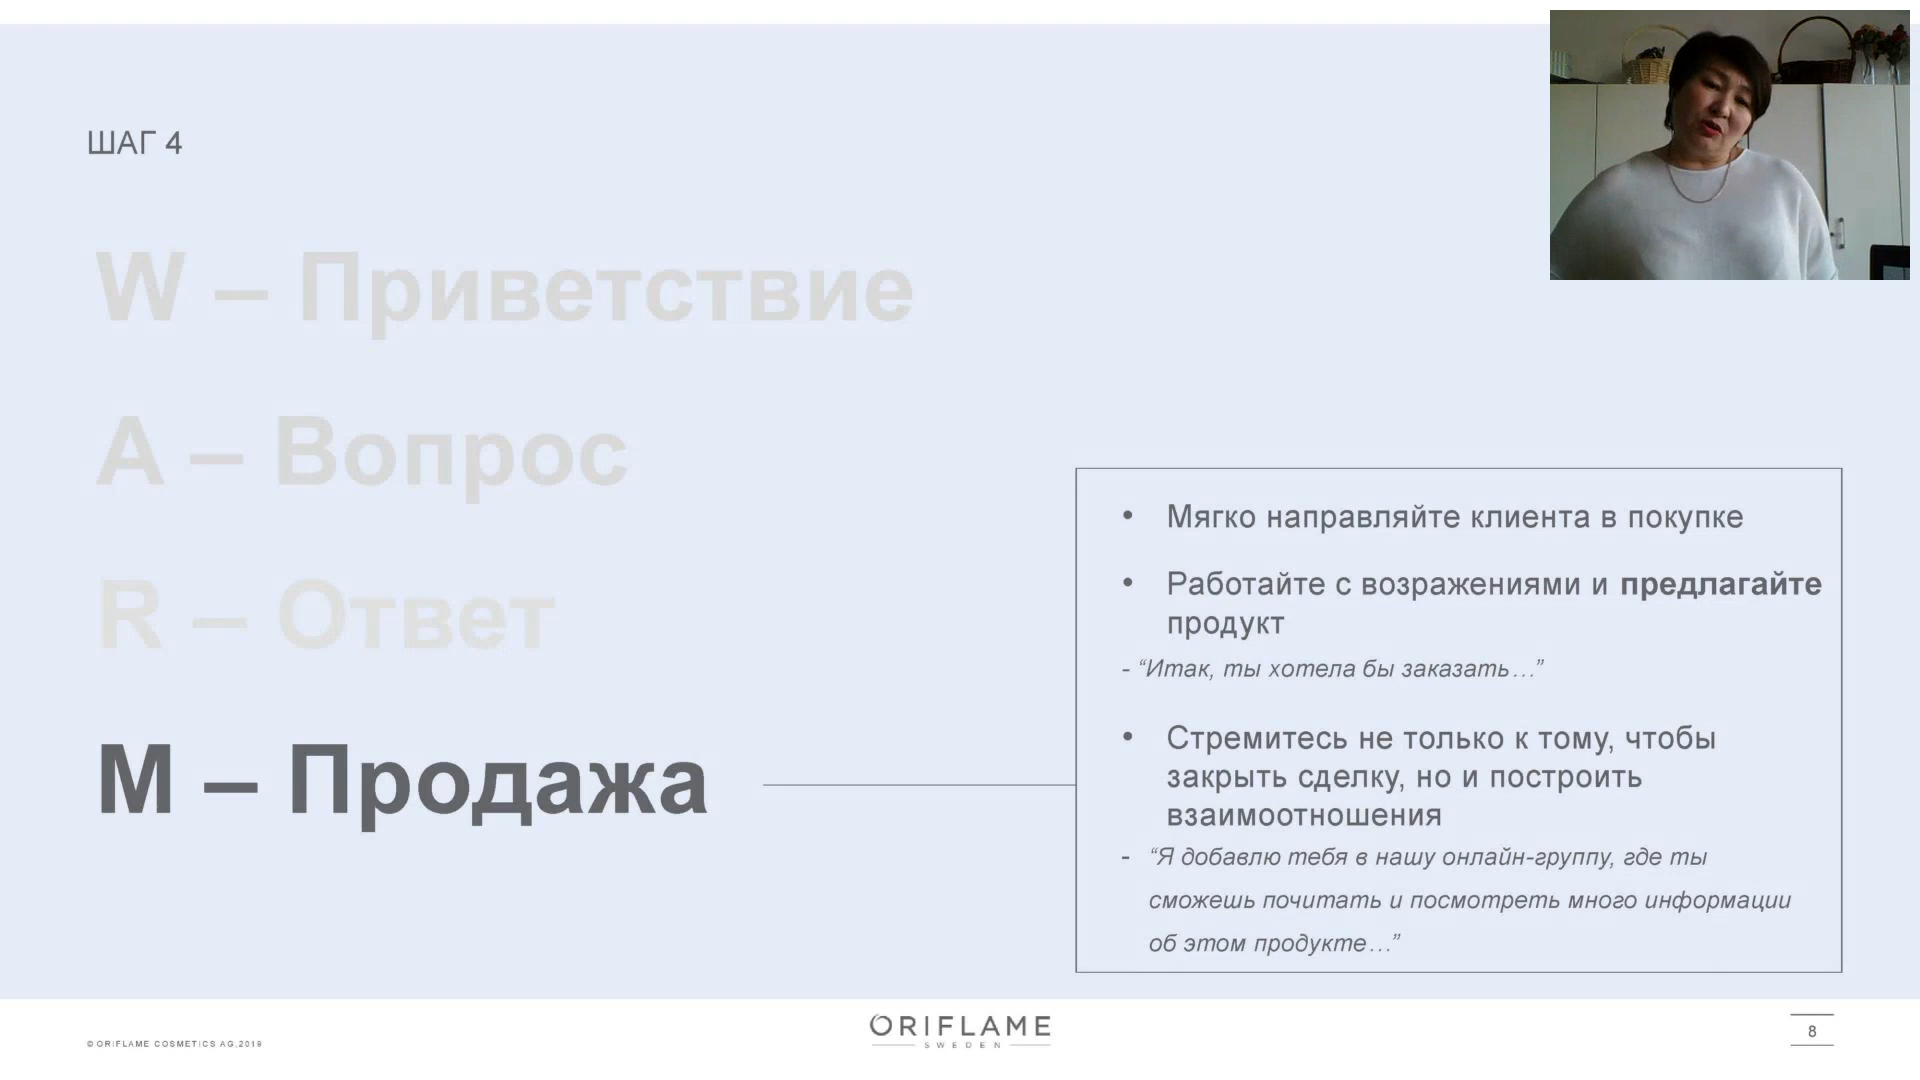 ШАГ 4
W – Приветствие
A – Вопрос
R – Ответ
M – Продажа
• Мягко направляйте клиента в покупке
• Работайте с возражениями и предлагайте
продукт
- “Итак, ты хотела бы заказать…”
• Стремитесь не только к тому, чтобы
закрыть сделку, но и построить
взаимоотношения
- “Я добавлю тебя в нашу онлайн-группу, где ты
сможешь почитать и посмотреть много информации
об этом продукте…”
© ORIFLAME COSMETICS AG,2019
ORIFLAME
SWEDEN
8